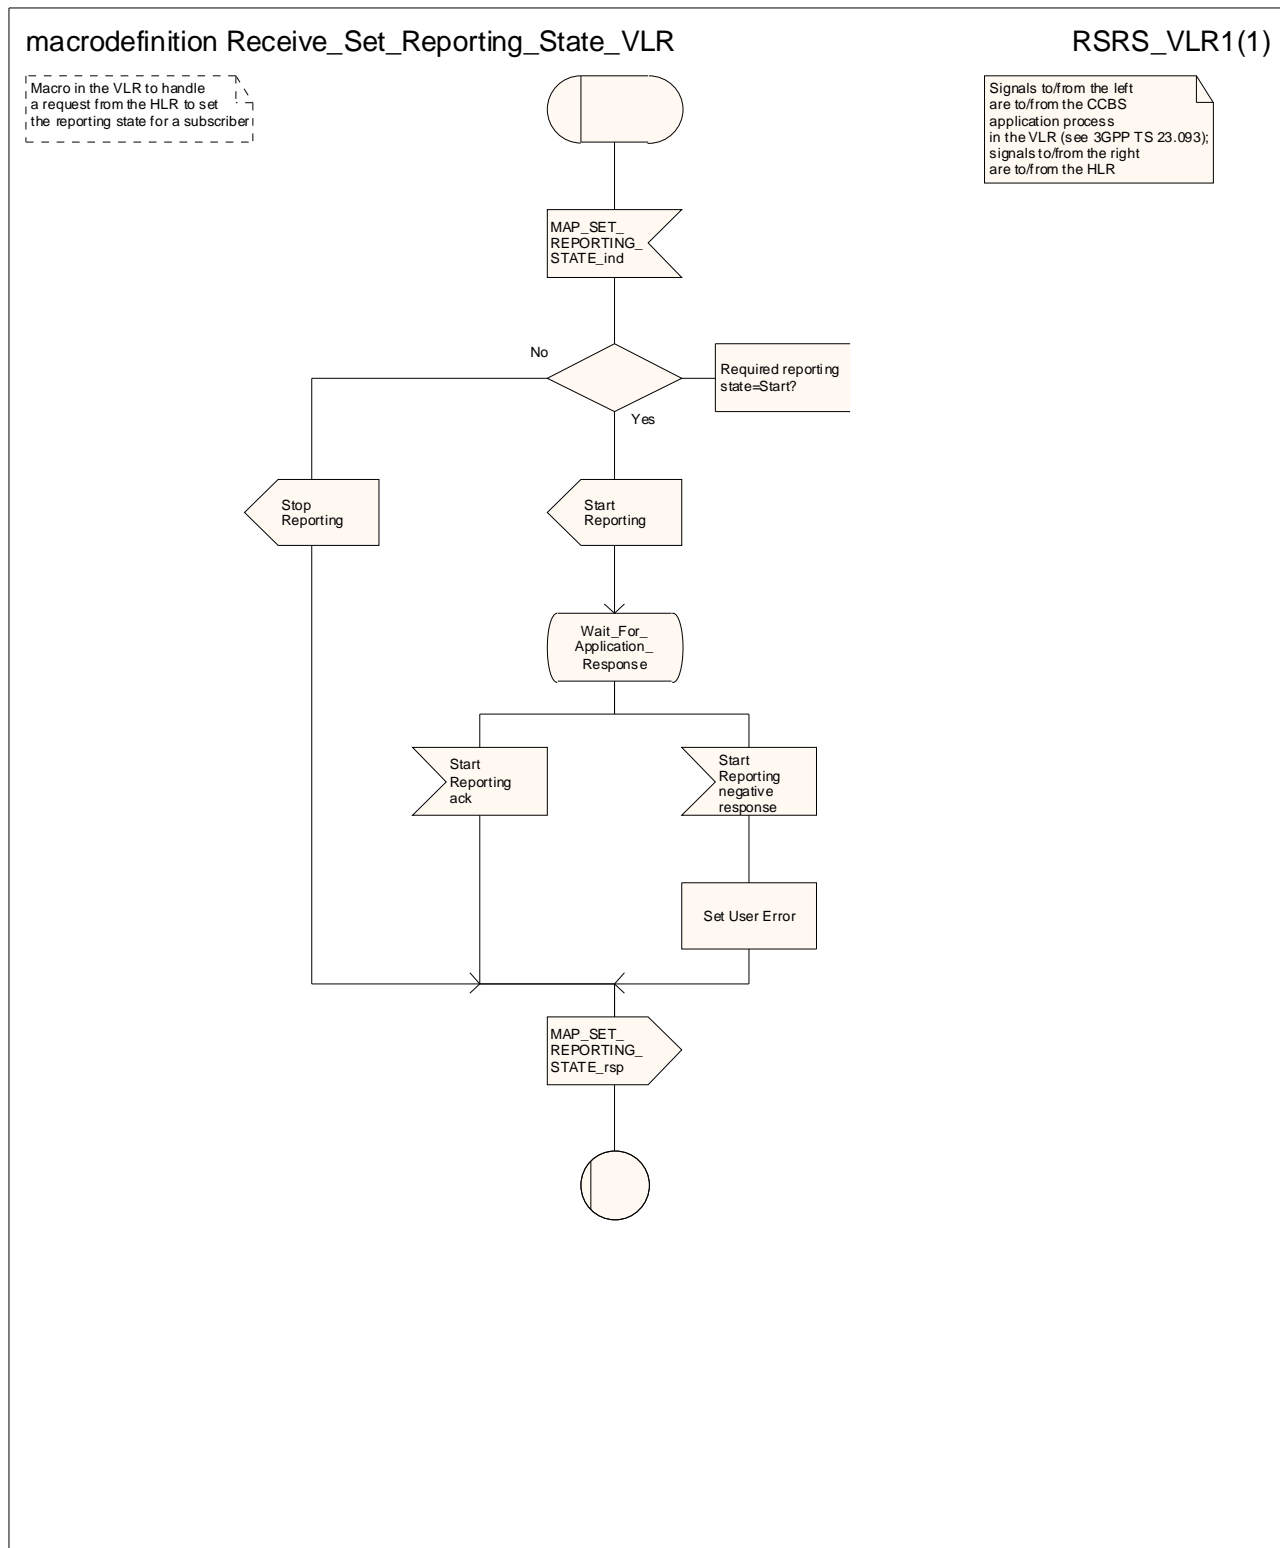 macrodefinition Receive_Set_Reporting_State_VLR
RSRS_VLR1(1)
Macro in the VLR to handle
a request from the HLR to set
the reporting state for a subscriber
Signals to/from the left
are to/from the CCBS
application process
in the VLR (see 3GPP TS 23.093);
signals to/from the right
are to/from the HLR
MAP_SET_
REPORTING_
STATE_ind
No
Required reporting
state=Start?
Yes
Stop
Reporting
Start
Reporting
Wait_For_
Application_
Response
Start
Reporting
ack
Start
Reporting
negative
response
Set User Error
MAP_SET_
REPORTING_
STATE_rsp